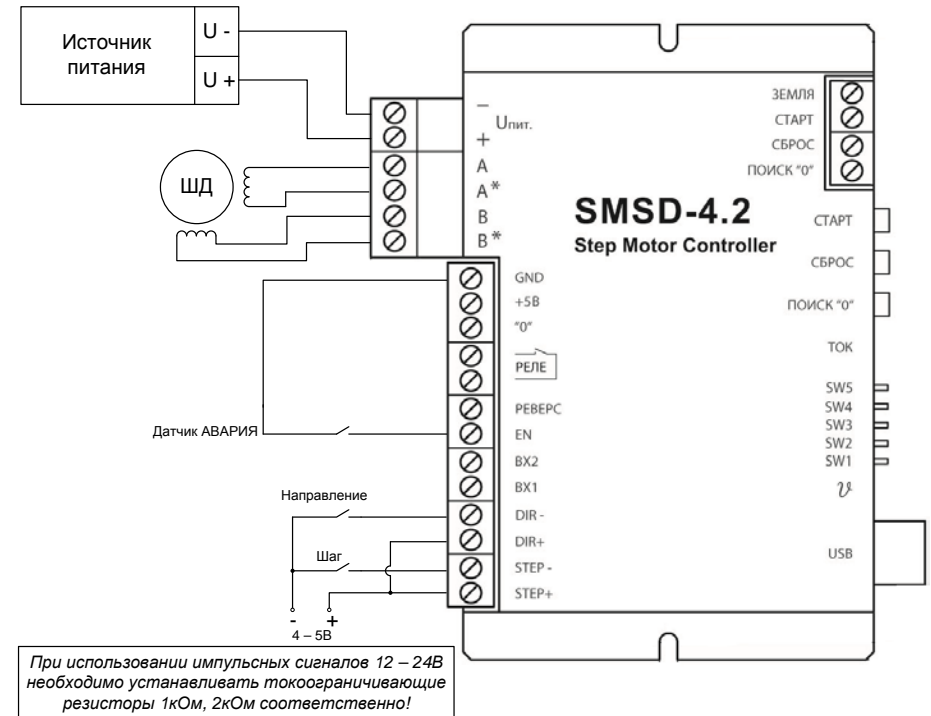 Источник
питания
U -
U +
ШД
–
Uпит.
+
A
A*
B
B*
GND
+5В
"0"
РЕЛЕ
РЕВЕРС
EN
ВХ2
ВХ1
DIR -
DIR+
STEP -
STEP+
Датчик АВАРИЯ
Направление
Шаг
- +
4 – 5В
SMSD-4.2
Step Motor Controller
ЗЕМЛЯ
СТАРТ
СБРОС
ПОИСК "0"
СТАРТ
СБРОС
ПОИСК "0"
ТОК
SW5
SW4
SW3
SW2
SW1
ϑ
USB
При использовании импульсных сигналов 12 – 24В
необходимо устанавливать токоограничивающие
резисторы 1кОм, 2кОм соответственно!